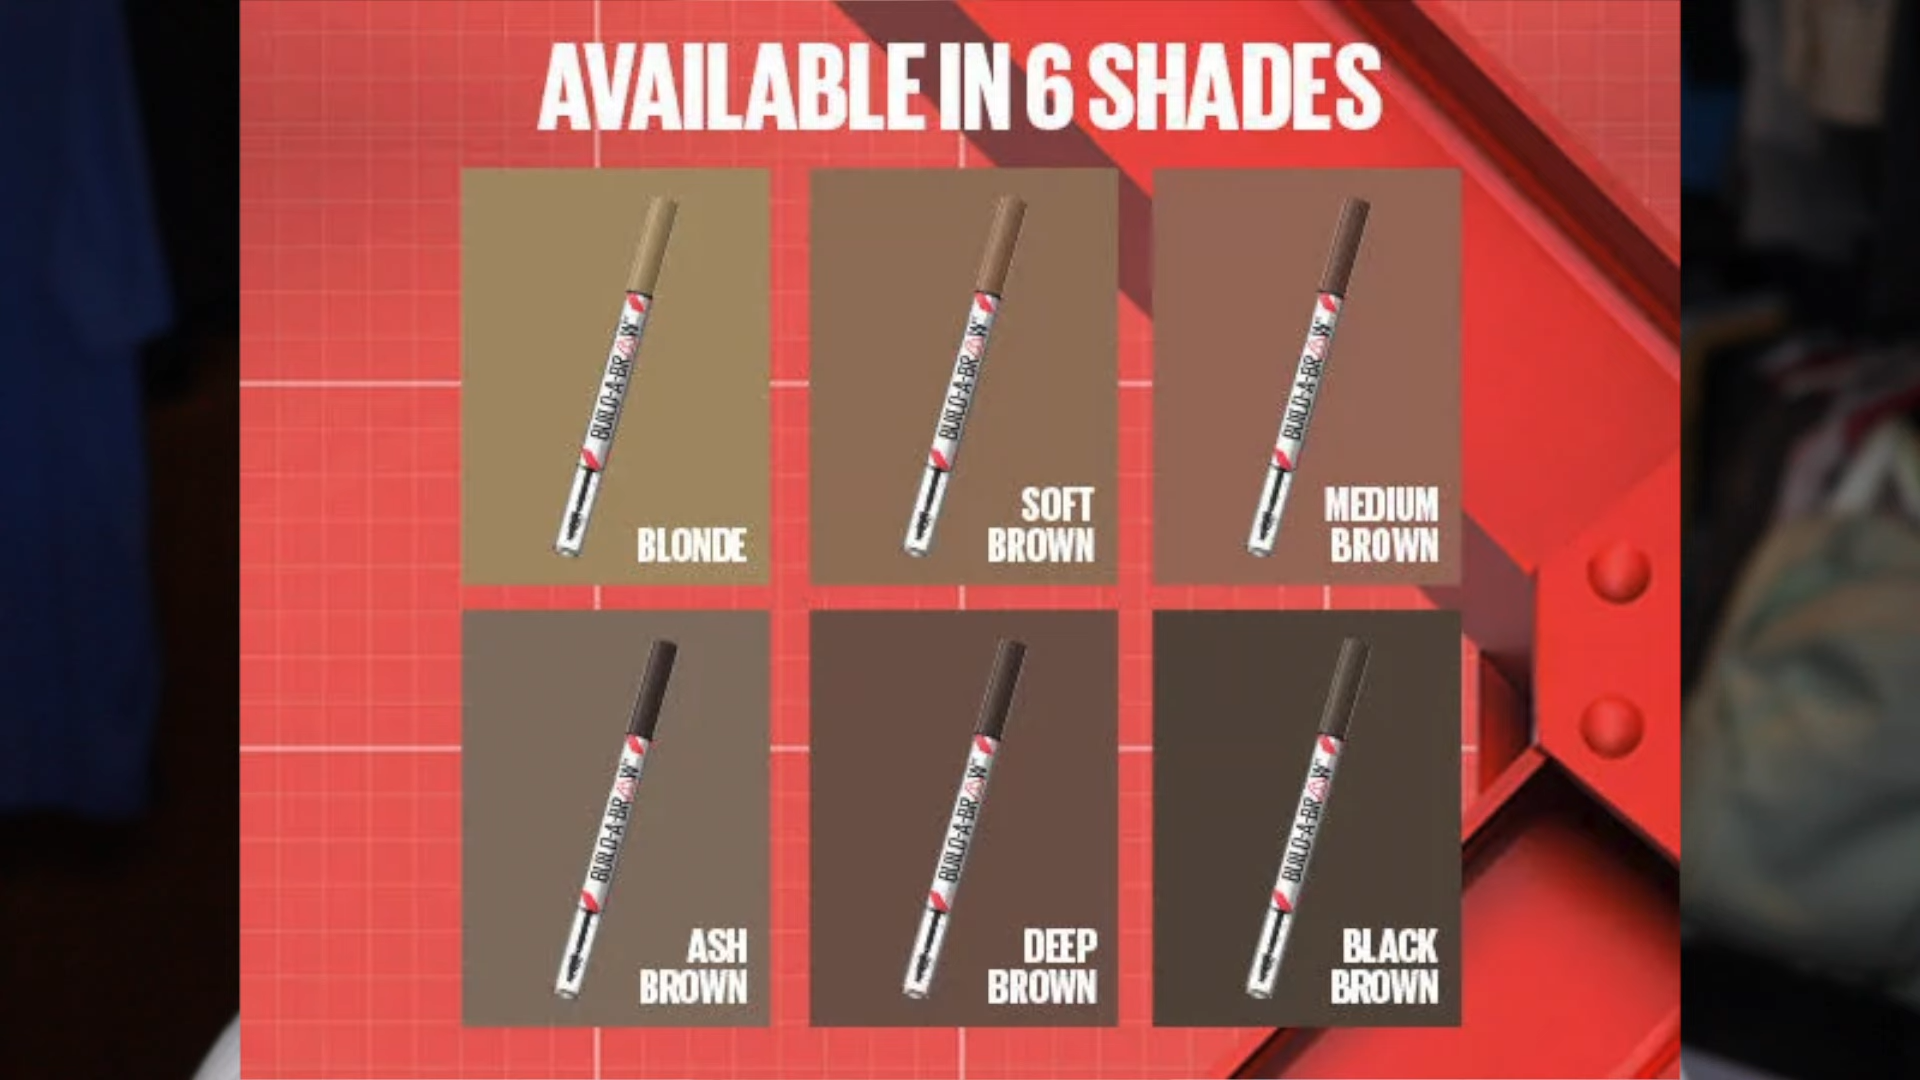 AVAILABLE IN 6 SHADES
BUILD-A-BROW
BLONDE
BUILD-A-BROW
SOFT
BROWN
BUILD-A-BROW
MEDIUM
BROWN
BUILD-A-BROW
ASH
BROWN
BUILD-A-BROW
DEEP
BROWN
BUILD-A-BROW
BLACK
BROWN